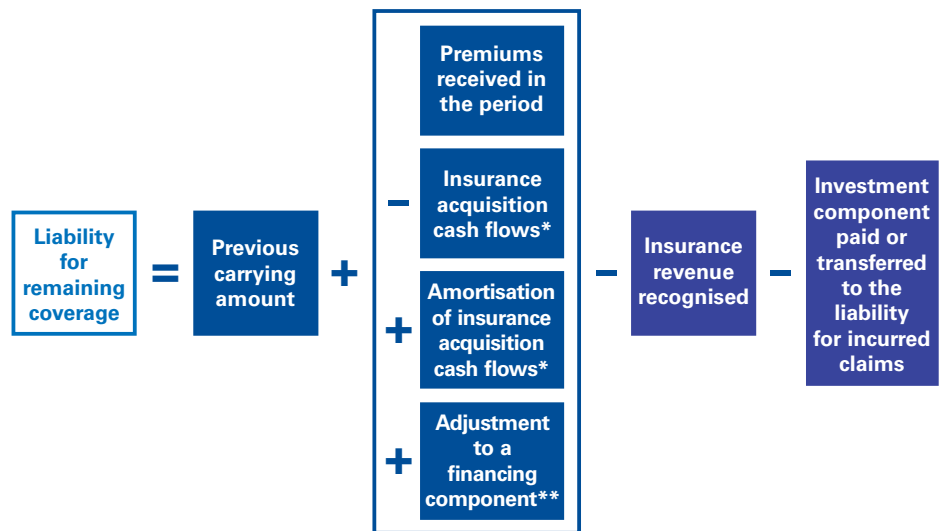 Liability
for
remaining
coverage
=
Previous
carrying
amount
+
Premiums
received in
the period
–
Insurance
acquisition
cash flows*
+
Amortisation
of insurance
acquisition
cash flows*
+
Adjustment
to a
financing
component**
–
Insurance
revenue
recognised
–
Investment
component
paid or
transferred
to the
liability
for incurred
claims